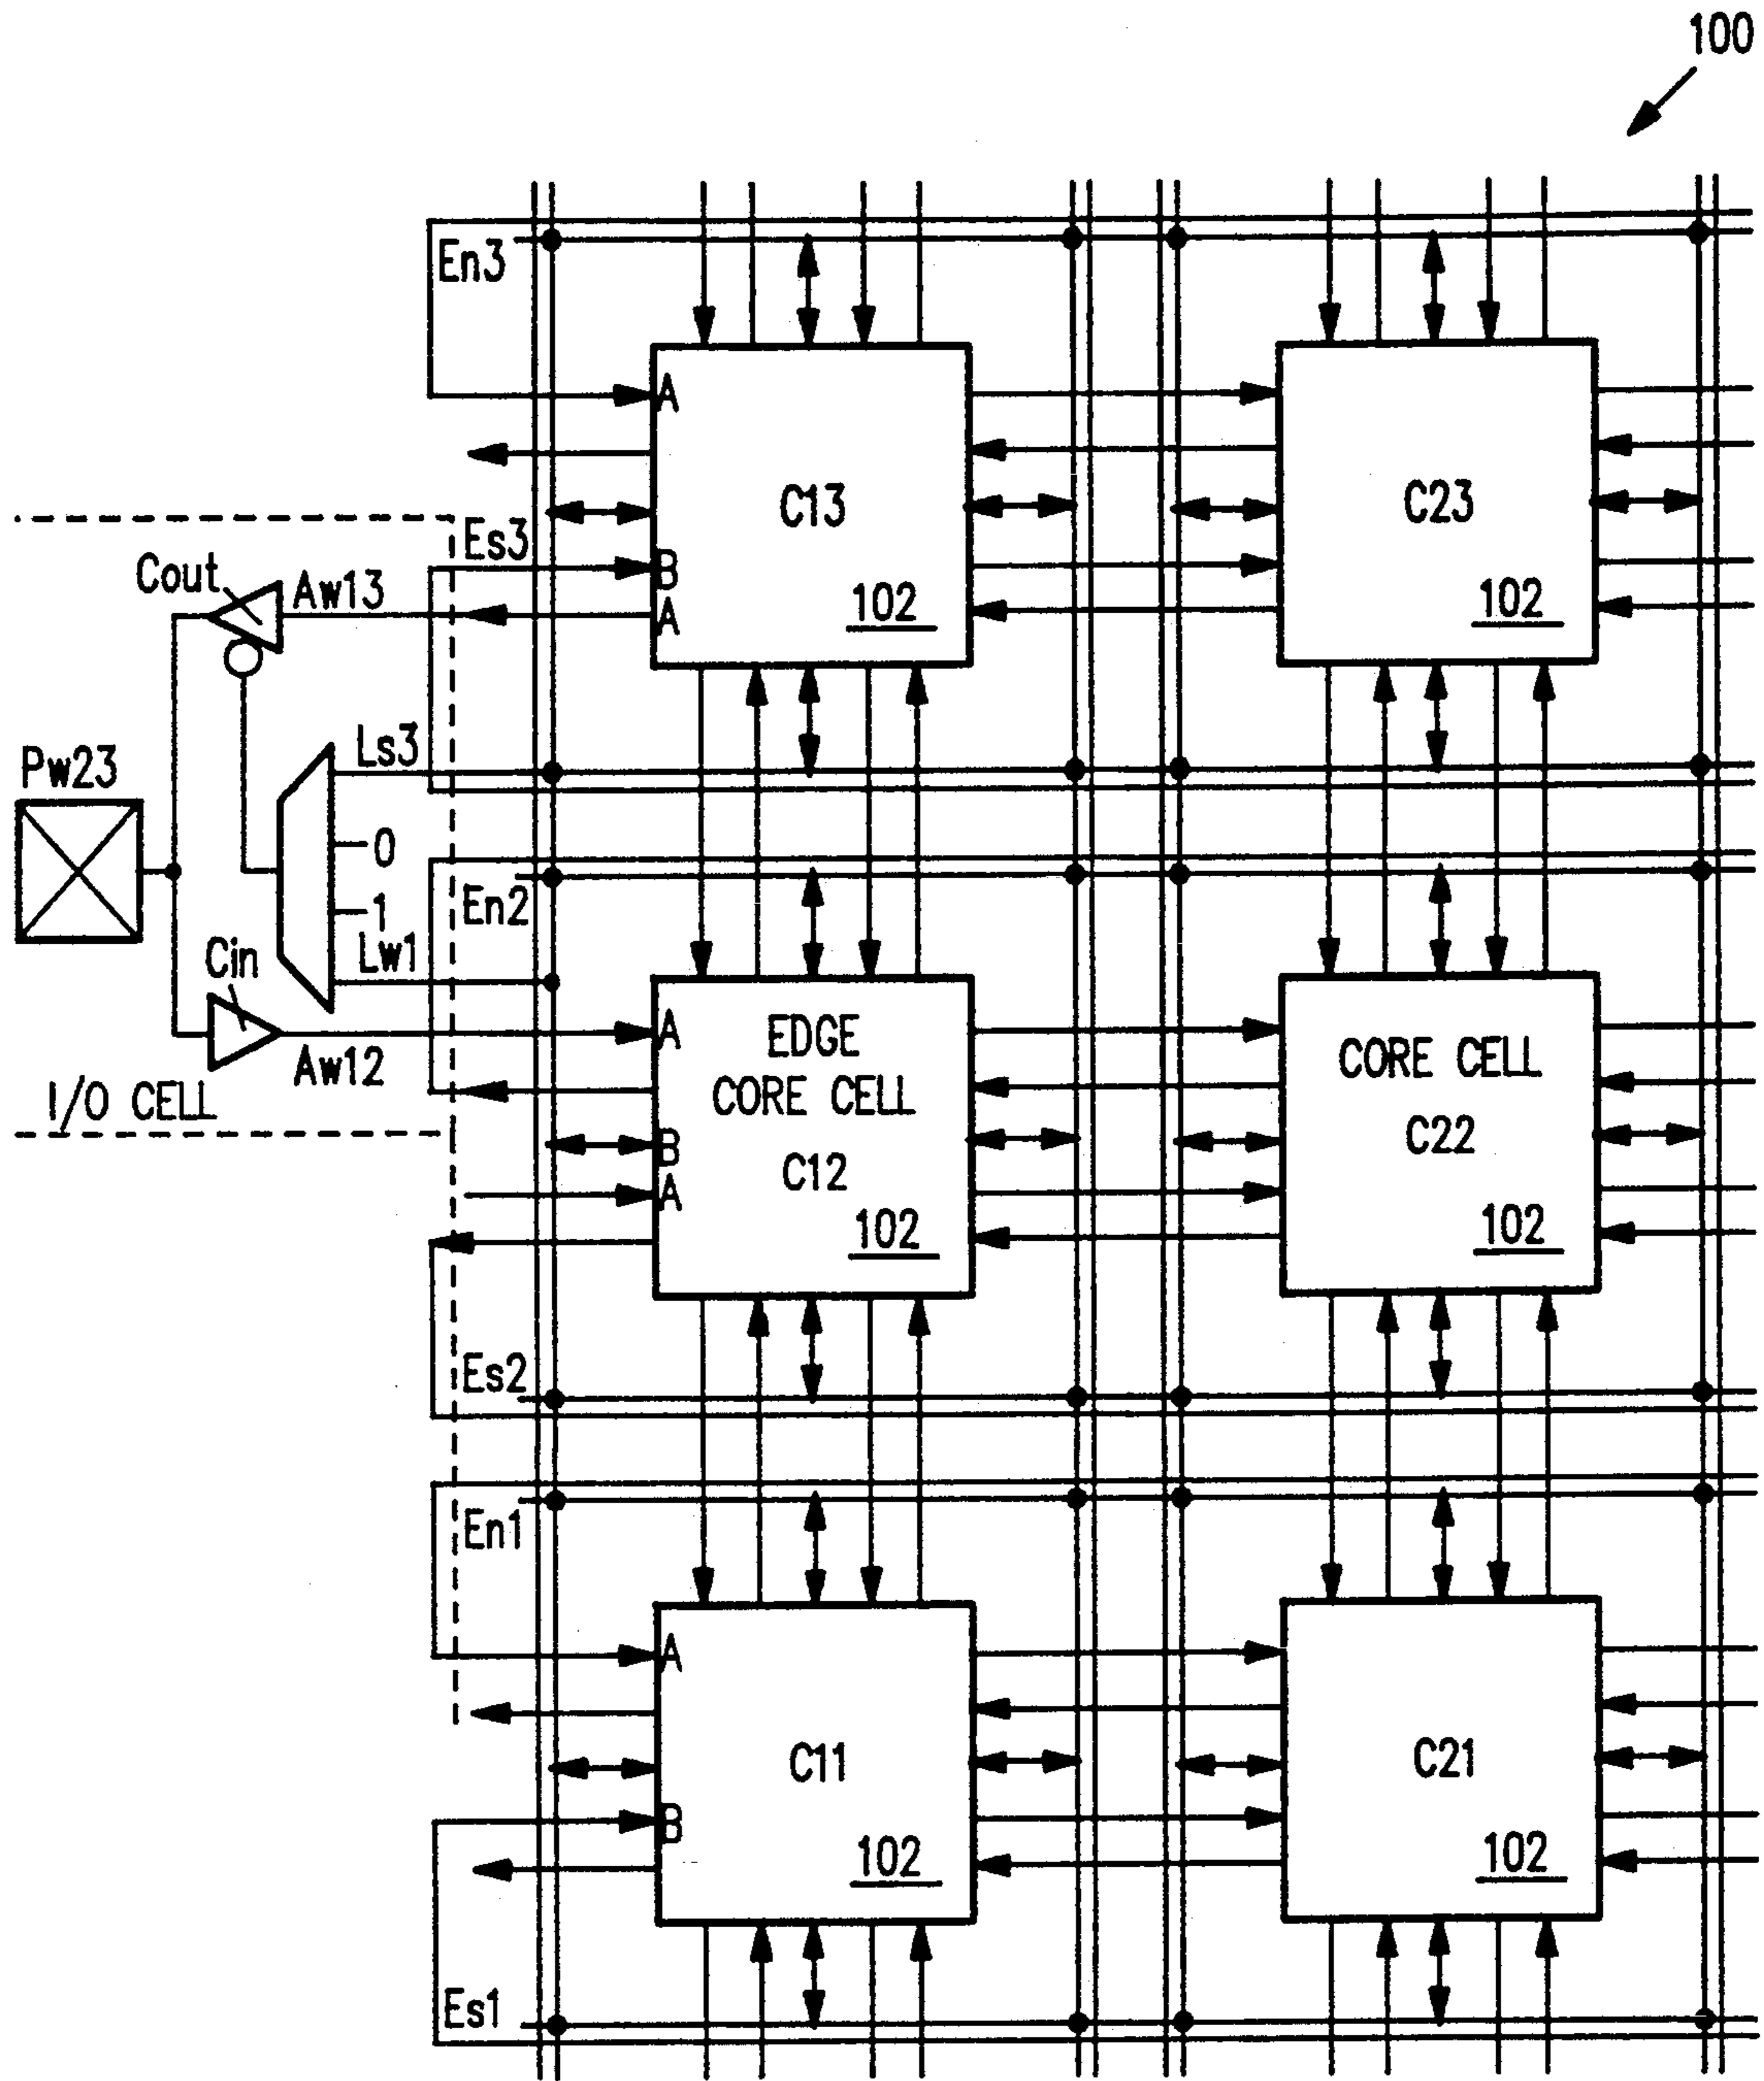 100
En3
A
C13
C23
Es3
Cout
Aw13
B
A
102
102
Pw23
Ls3
0
1
En2
Lw1
Cin
Aw12
I/O CELL
A
EDGE
CORE CELL
C12
B
A
102
CORE CELL
C22
102
Es2
En1
A
C11
B
102
C21
102
Es1